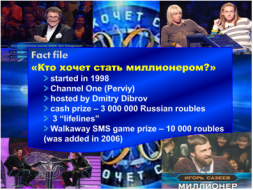 Fact file
«Кто хочет стать миллионером?»
started in 1998
Channel One (Perviy)
hosted by Dmitry Dibrov
cash prize – 3 000 000 Russian roubles
3 "lifelines"
Walkaway SMS game prize – 10 000 roubles
(was added in 2006)
ИГОРЬ САЗЕЕВ
МИЛЛИОНЕР